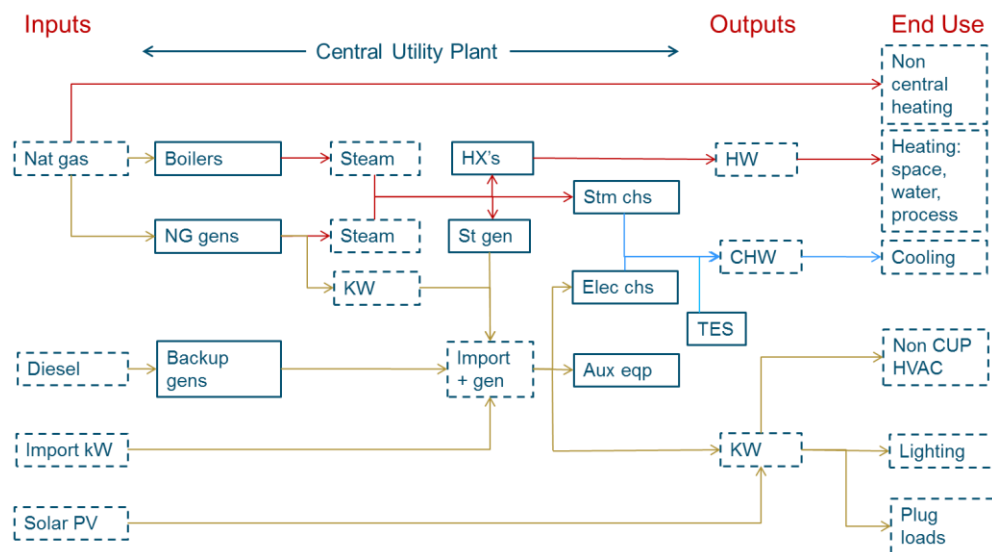 Inputs
Central Utility Plant
Outputs
End Use
Non
central
heating
Nat gas
Boilers
Steam
HX's
HW
Heating:
space,
water,
process
Stm chs
NG gens
Steam
St gen
CHW
Cooling
KW
Elec chs
TES
Diesel
Backup
gens
Import
+ gen
Aux eqp
Non CUP
HVAC
Import kW
KW
Lighting
Solar PV
Plug
loads